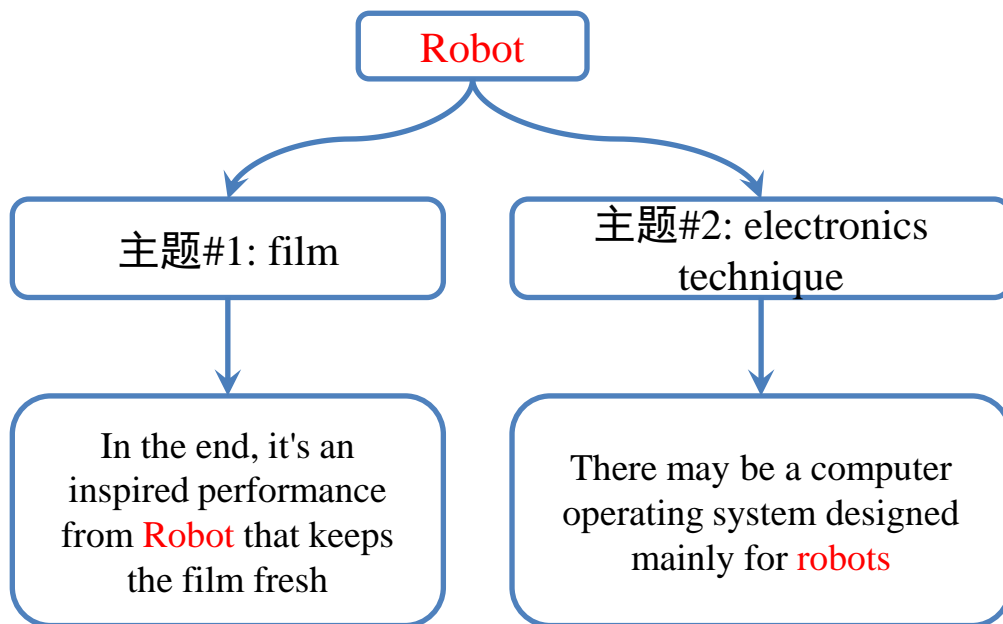 Robot
主题#1: film
主题#2: electronics
technique
In the end, it's an
inspired performance
from Robot that keeps
the film fresh
There may be a computer
operating system designed
mainly for robots